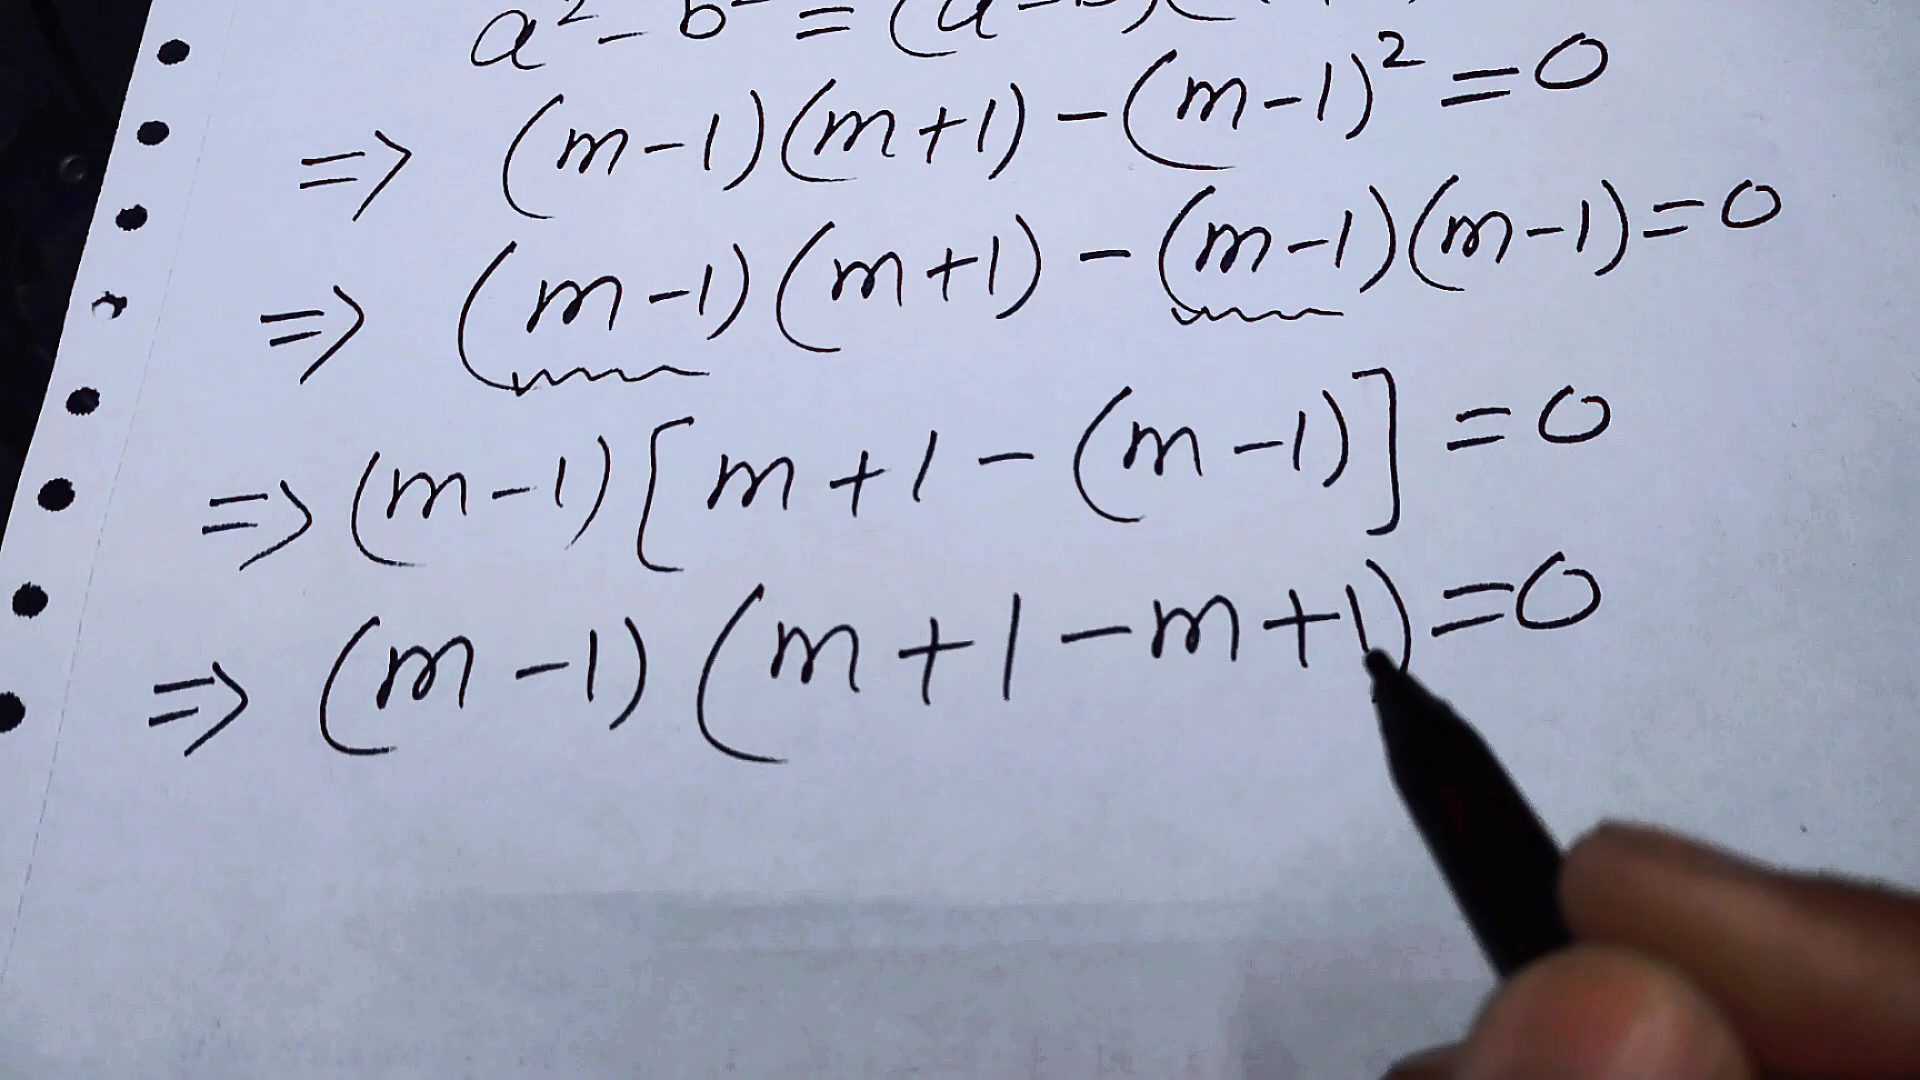 a² - b² = (a - b)(
⇒ (m-1)(m+1) - (m-1)² = 0
⇒ (m-1)(m+1) - (m-1)(m-1) = 0
⇒ (m-1)[m+1 - (m-1)] = 0
⇒ (m-1)(m+1-m+1) = 0